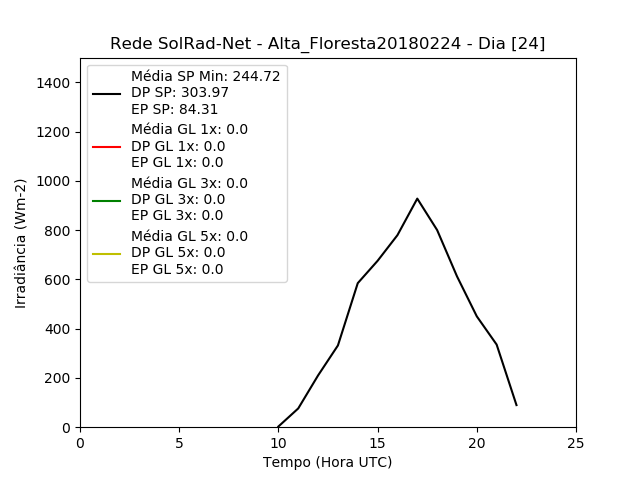 Rede SolRad-Net - Alta_Floresta20180224 - Dia [24]
Média SP Min: 244.72
DP SP: 303.97
EP SP: 84.31
Média GL 1x: 0.0
DP GL 1x: 0.0
EP GL 1x: 0.0
Média GL 3x: 0.0
DP GL 3x: 0.0
EP GL 3x: 0.0
Média GL 5x: 0.0
DP GL 5x: 0.0
EP GL 5x: 0.0
Irradiância (Wm-2)
1400
1200
1000
800
600
400
200
0
0 5 10 15 20 25
Tempo (Hora UTC)